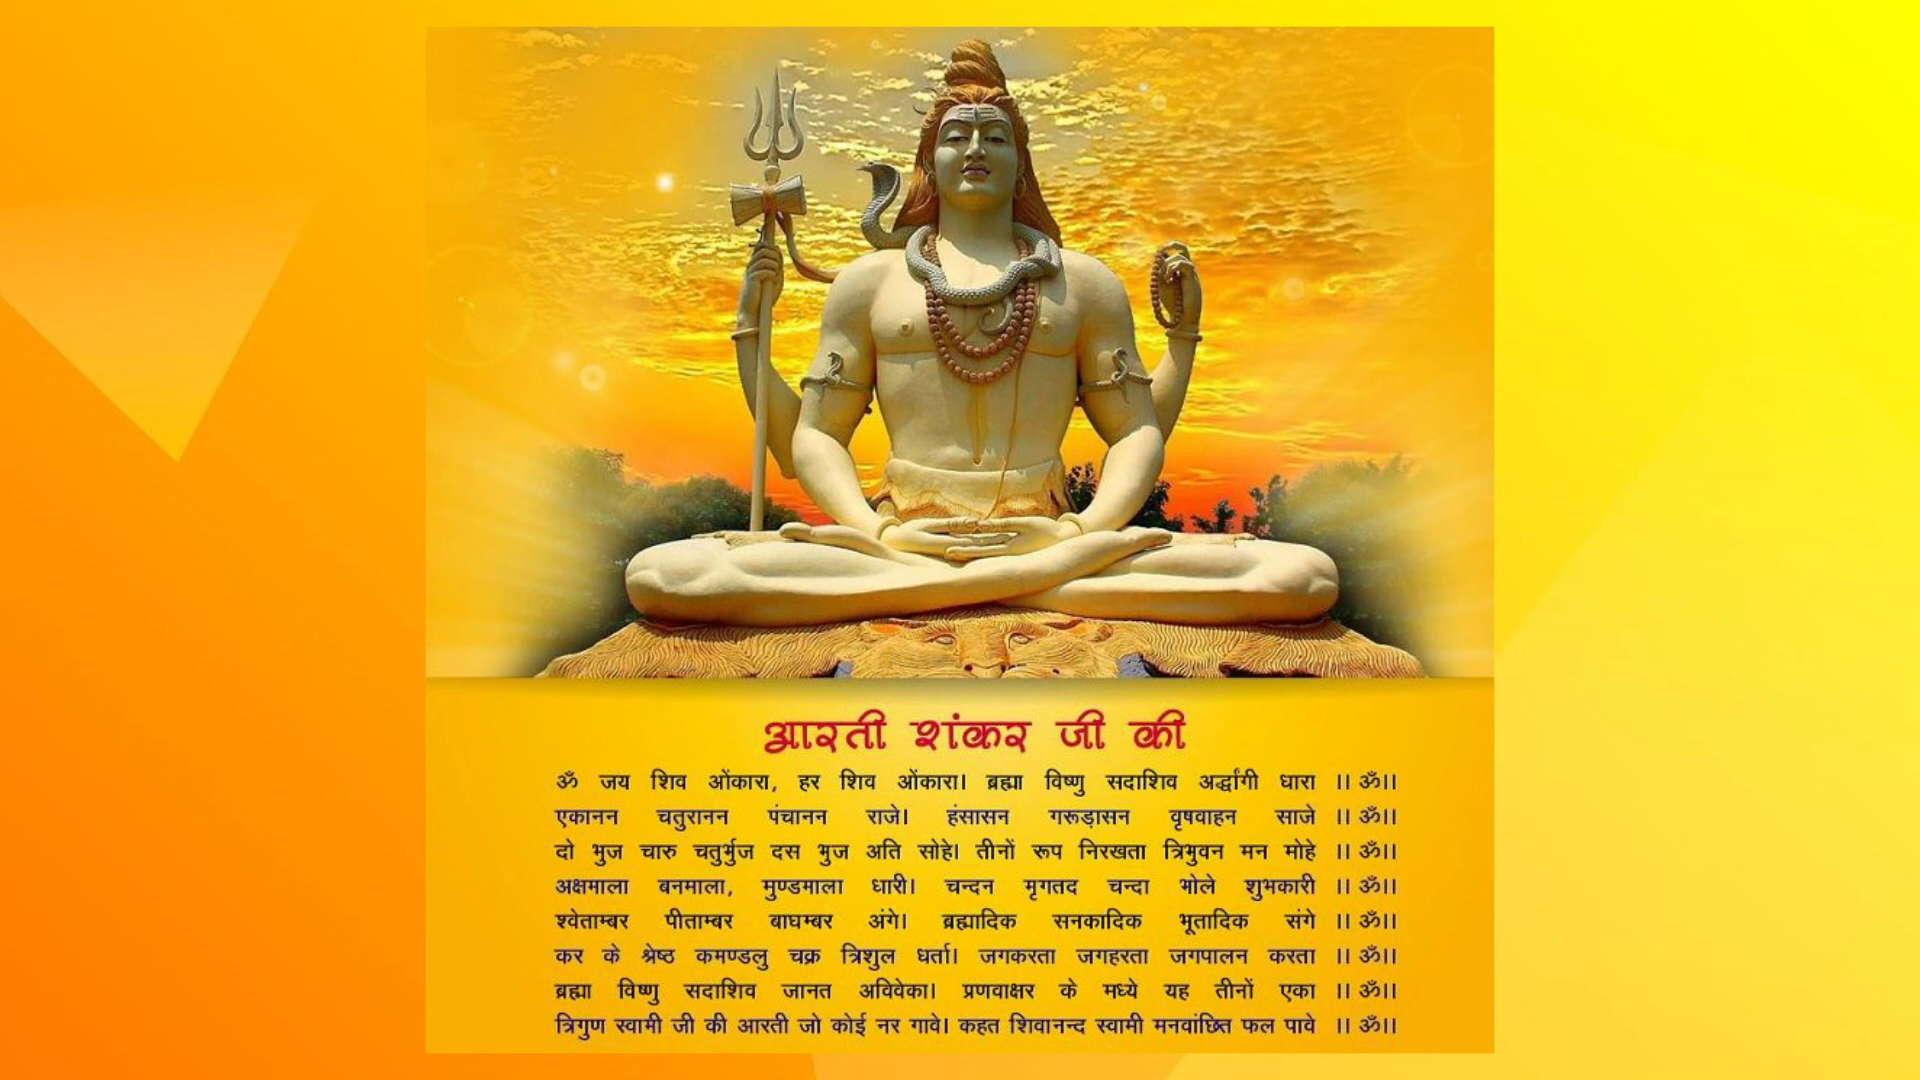 आरती शंकर जी की
ॐ जय शिव ओंकारा, हर शिव ओंकारा। ब्रह्मा विष्णु सदाशिव अर्द्धांगी धारा ।। ॐ।।
एकानन चतुरानन पंचानन राजे। हंसासन गरूड़ासन वृषवाहन साजे ।। ॐ।।
दो भुज चारु चतुर्भुज दस भुज अति सोहे। तीनों रूप निरखता त्रिभुवन मन मोहे ।। ॐ।।
अक्षमाला बनमाला, मुण्डमाला धारी। चन्दन मृगतद चन्दा भोले शुभकारी ।। ॐ।।
श्वेताम्बर पीताम्बर बाघम्बर अंगे। ब्रह्मादिक सनकादिक भूतादिक संगे ।। ॐ।।
कर के श्रेष्ठ कमण्डलु चक्र त्रिशुल धर्ता। जगकरता जगहरता जगपालन करता ।। ॐ।।
ब्रह्मा विष्णु सदाशिव जानत अविवेका। प्रणवाक्षर के मध्ये यह तीनों एका ।। ॐ।।
त्रिगुण स्वामी जी की आरती जो कोई नर गावे। कहत शिवानन्द स्वामी मनवांछित फल पावे ।। ॐ।।